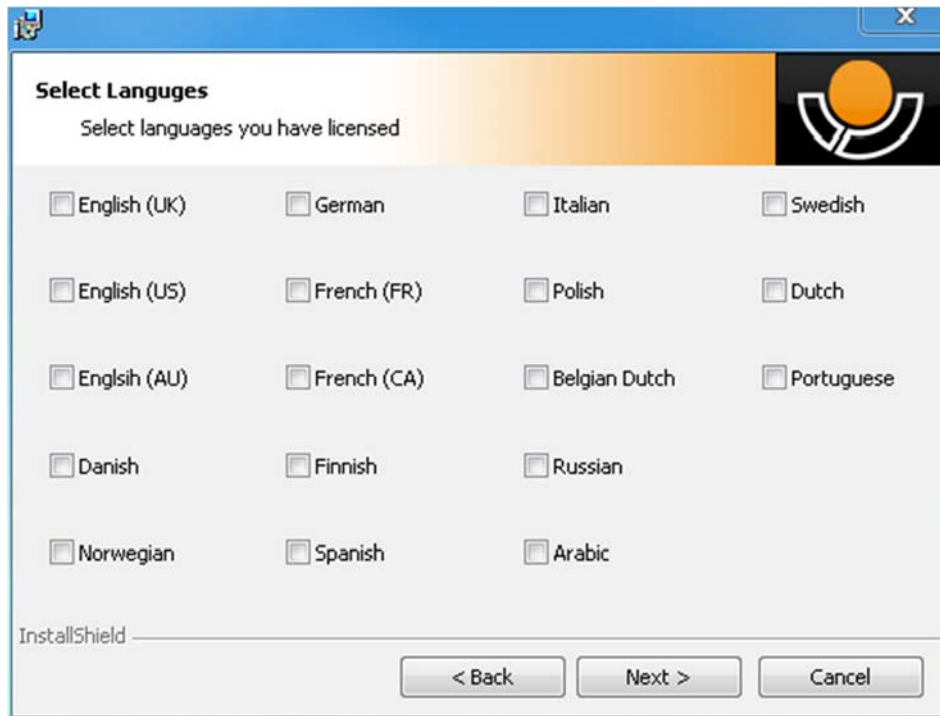 Select Languges
Select languages you have licensed
English (UK) German Italian Swedish
English (US) French (FR) Polish Dutch
Englsih (AU) French (CA) Belgian Dutch Portuguese
Danish Finnish Russian
Norwegian Spanish Arabic
InstallShield
< Back Next > Cancel